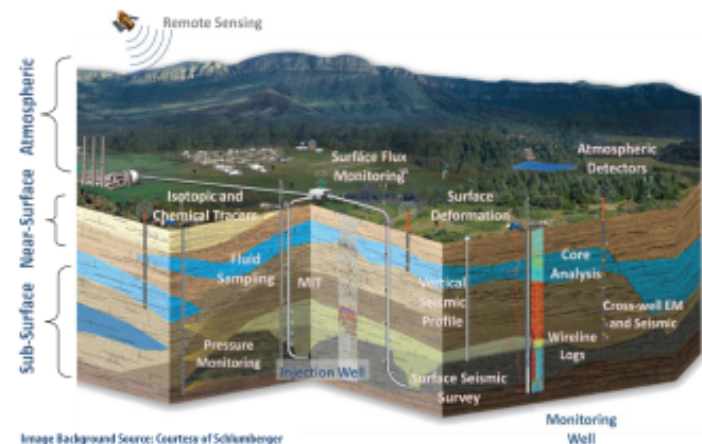 Remote Sensing
Atmospheric
Near-Surface
Sub-Surface
Surface Flux
Monitoring
Atmospheric
Detectors
Isotopic and
Chemical Tracers
Surface
Deformation
Fluid
Sampling
MIT
Vertical
Seismic
Profile
Core
Analysis
Cross-well EM
and Seismic
Pressure
Monitoring
Injection Well
Wireline
Logs
Surface Seismic
Survey
Monitoring
Well
Image Background Source: Courtesy of Schlumberger